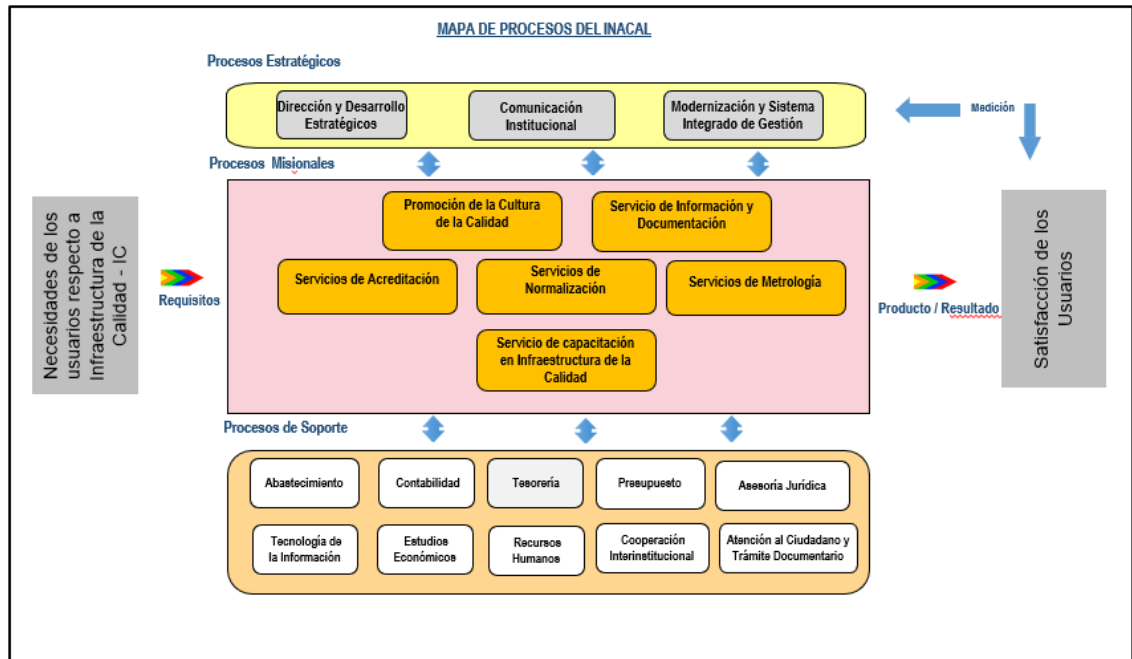 MAPA DE PROCESOS DEL INACAL
Procesos Estratégicos
Dirección y Desarrollo
Estratégicos
Comunicación
Institucional
Modernización y Sistema
Integrado de Gestión
Medición
Procesos Misionales
Necesidades de los
usuarios respecto a
Infraestructura de la
Calidad - IC
Requisitos
Promoción de la Cultura
de la Calidad
Servicio de Información y
Documentación
Servicios de Acreditación
Servicios de
Normalización
Servicios de Metrología
Servicio de capacitación
en Infraestructura de la
Calidad
Producto / Resultado
Satisfacción de los
Usuarios
Procesos de Soporte
Abastecimiento
Contabilidad
Tesorería
Presupuesto
Asesoría Jurídica
Tecnología de
la Información
Estudios
Económicos
Recursos
Humanos
Cooperación
Interinstitucional
Atención al Ciudadano y
Trámite Documentario